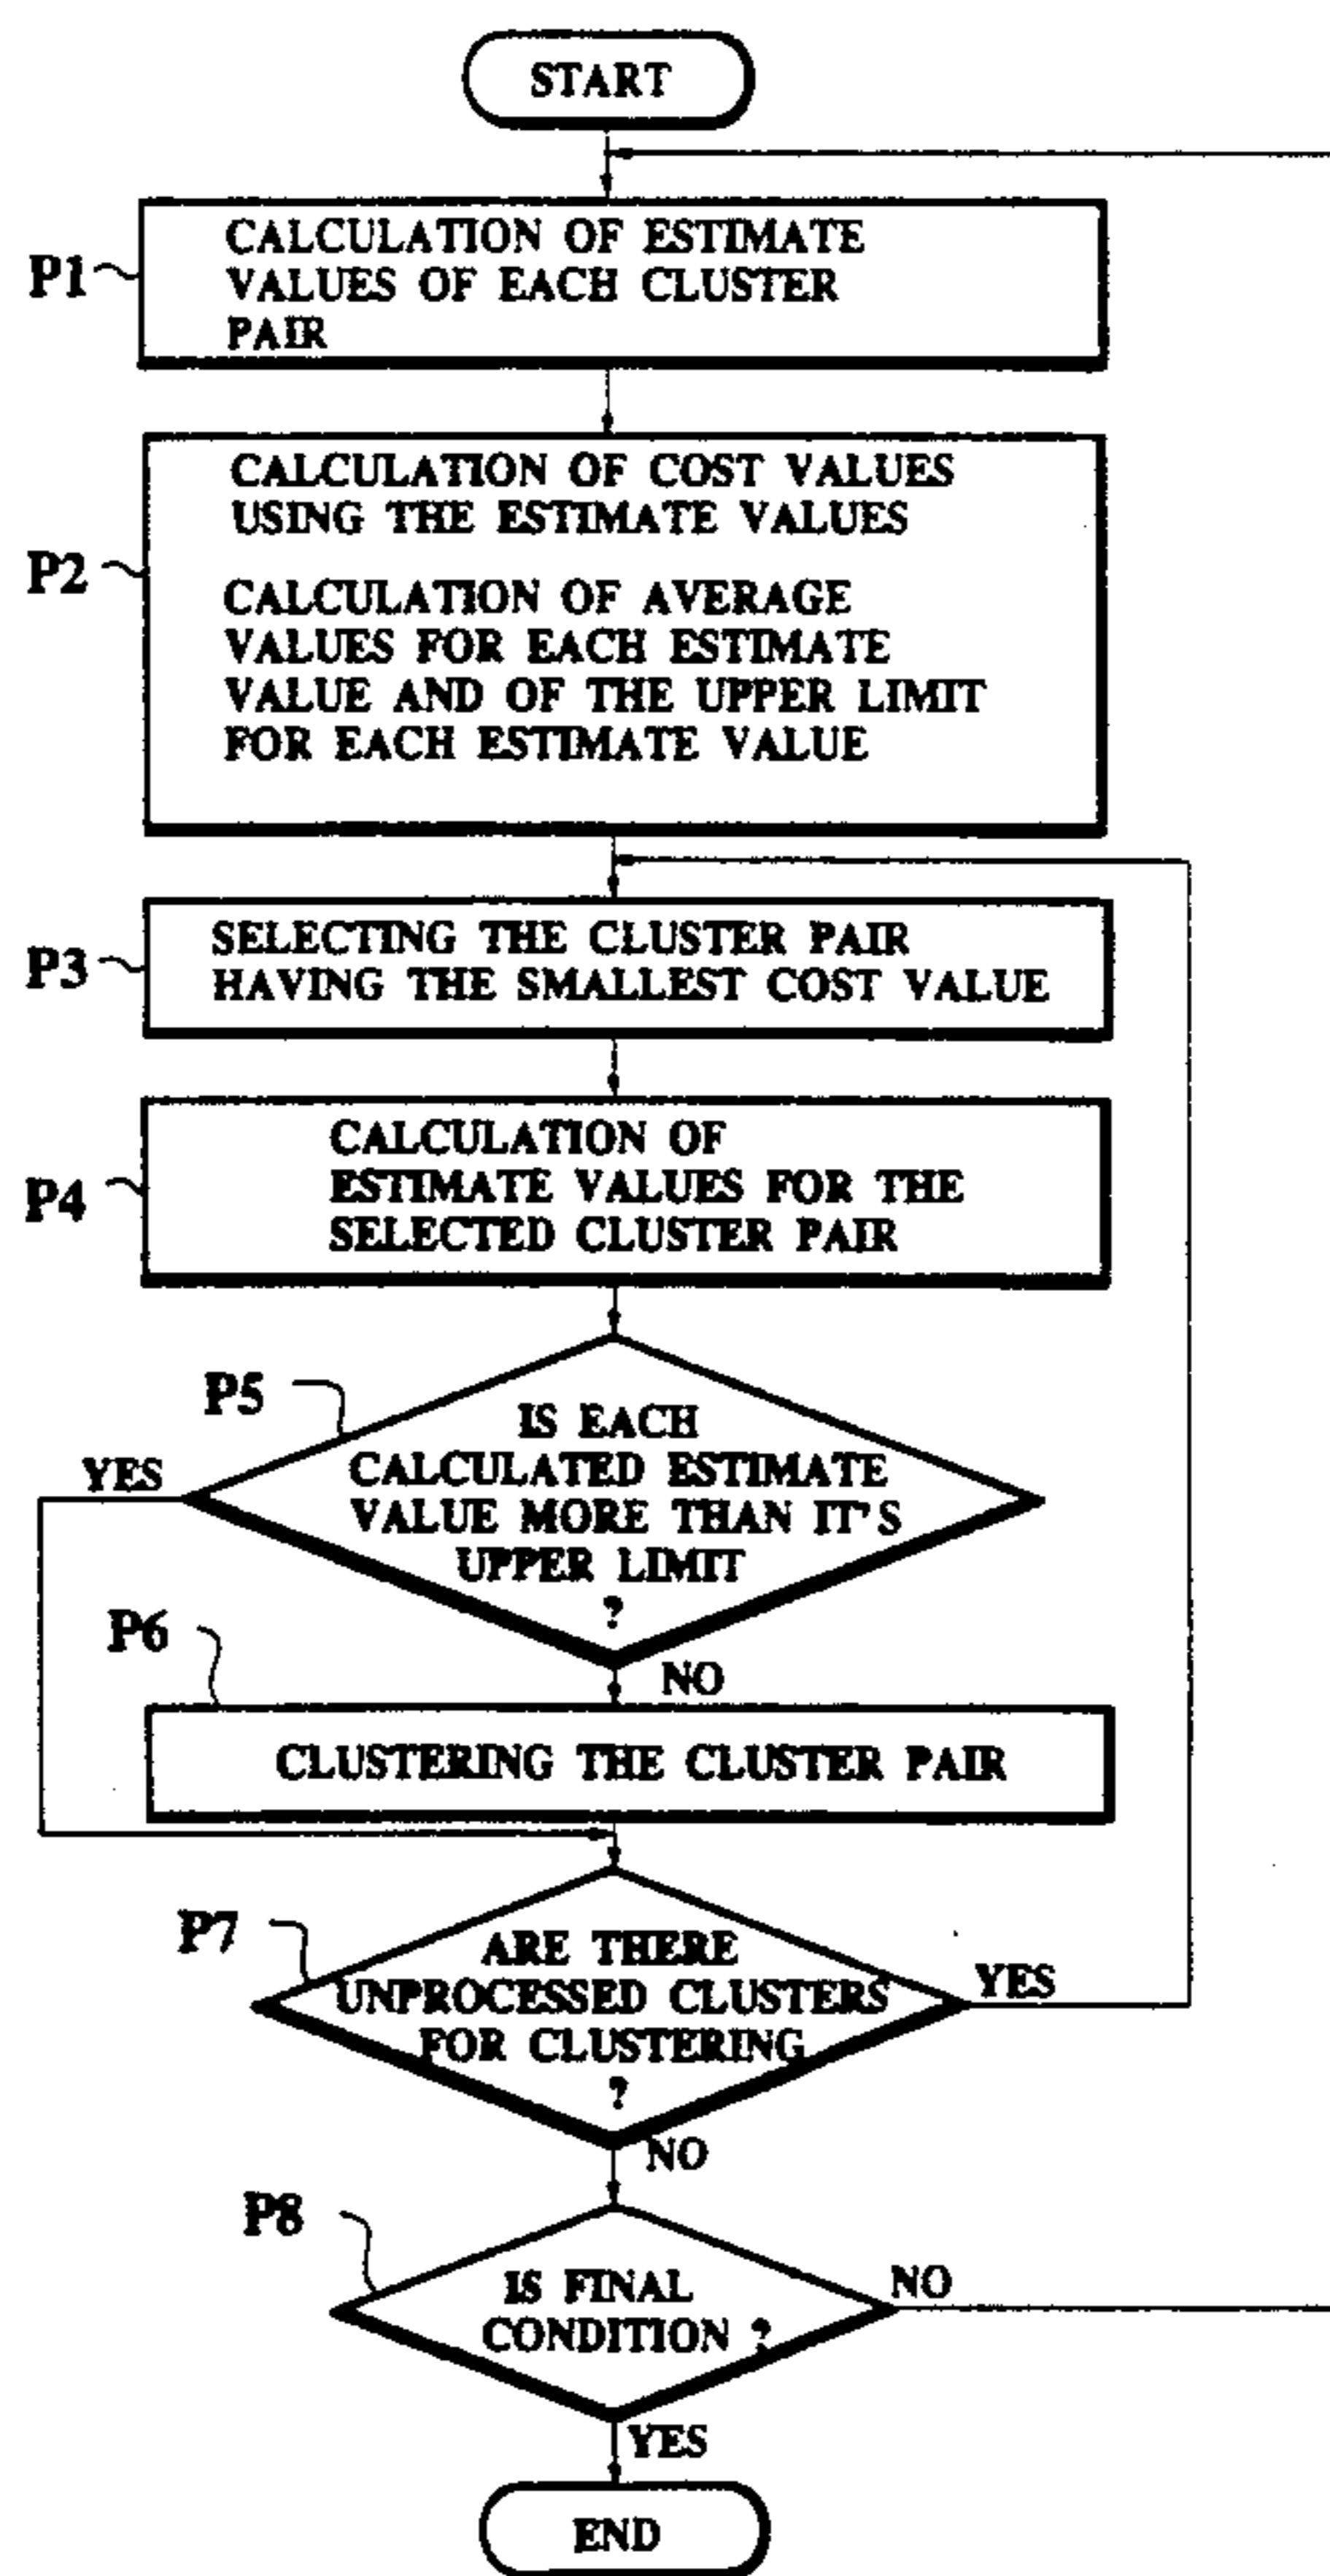 START
P1
CALCULATION OF ESTIMATE
VALUES OF EACH CLUSTER
PAIR
P2
CALCULATION OF COST VALUES
USING THE ESTIMATE VALUES
CALCULATION OF AVERAGE
VALUES FOR EACH ESTIMATE
VALUE AND OF THE UPPER LIMIT
FOR EACH ESTIMATE VALUE
P3
SELECTING THE CLUSTER PAIR
HAVING THE SMALLEST COST VALUE
P4
CALCULATION OF
ESTIMATE VALUES FOR THE
SELECTED CLUSTER PAIR
P5
IS EACH
CALCULATED ESTIMATE
VALUE MORE THAN IT'S
UPPER LIMIT
?
YES
NO
P6
CLUSTERING THE CLUSTER PAIR
P7
ARE THERE
UNPROCESSED CLUSTERS
FOR CLUSTERING
?
YES
NO
P8
IS FINAL
CONDITION ?
NO
YES
END